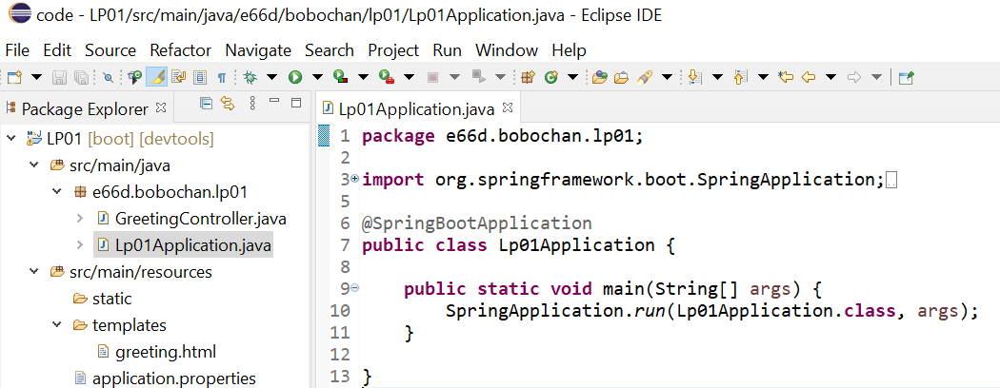 code - LP01/src/main/java/e66d/bobochan/lp01/Lp01Application.java - Eclipse IDE
File Edit Source Refactor Navigate Search Project Run Window Help
Package Explorer
LP01 [boot] [devtools]
src/main/java
e66d.bobochan.lp01
GreetingController.java
Lp01Application.java
src/main/resources
static
templates
greeting.html
application.properties
Lp01Application.java
1 package e66d.bobochan.lp01;
2
3 import org.springframework.boot.SpringApplication;
5
6 @SpringBootApplication
7 public class Lp01Application {
8
9 public static void main(String[] args) {
10 SpringApplication.run(Lp01Application.class, args);
11 }
12
13 }